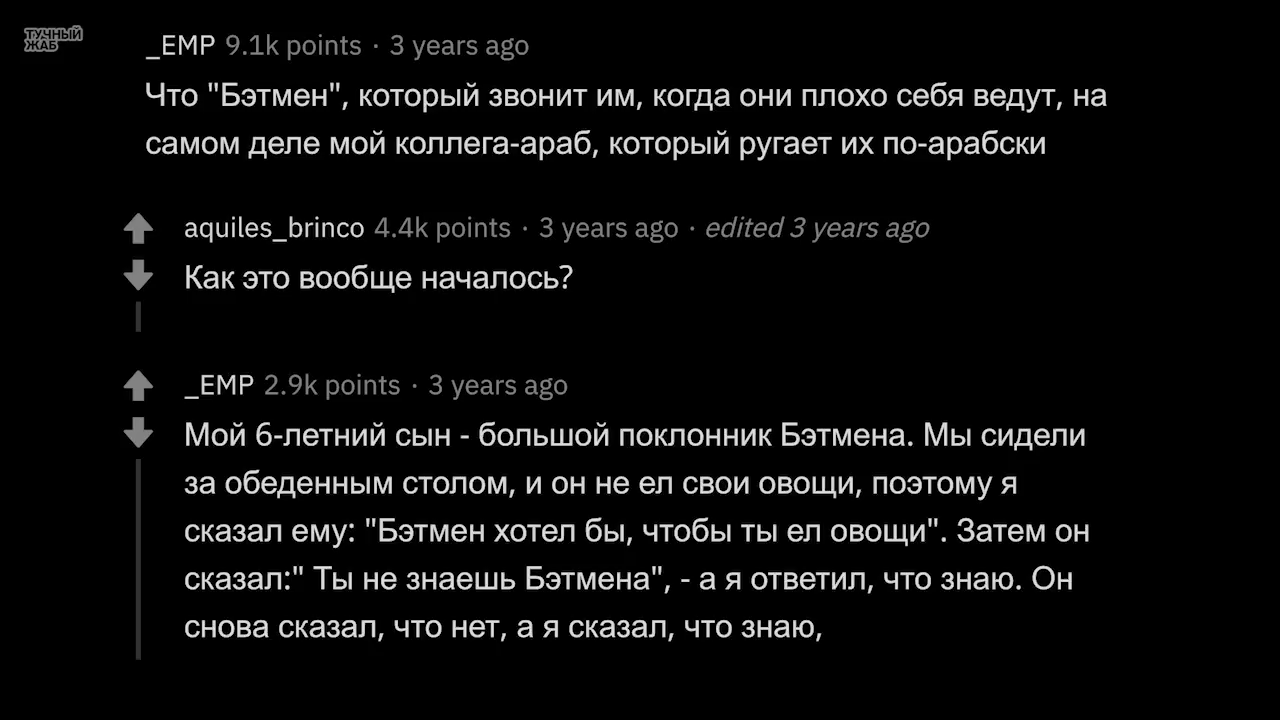 ТУЧНЫЙ
ЖАБ
_EMP 9.1k points · 3 years ago
Что "Бэтмен", который звонит им, когда они плохо себя ведут, на
самом деле мой коллега-араб, который ругает их по-арабски
aquiles_brinco 4.4k points · 3 years ago · edited 3 years ago
Как это вообще началось?
_EMP 2.9k points · 3 years ago
Мой 6-летний сын - большой поклонник Бэтмена. Мы сидели
за обеденным столом, и он не ел свои овощи, поэтому я
сказал ему: "Бэтмен хотел бы, чтобы ты ел овощи". Затем он
сказал:" Ты не знаешь Бэтмена", - а я ответил, что знаю. Он
снова сказал, что нет, а я сказал, что знаю,